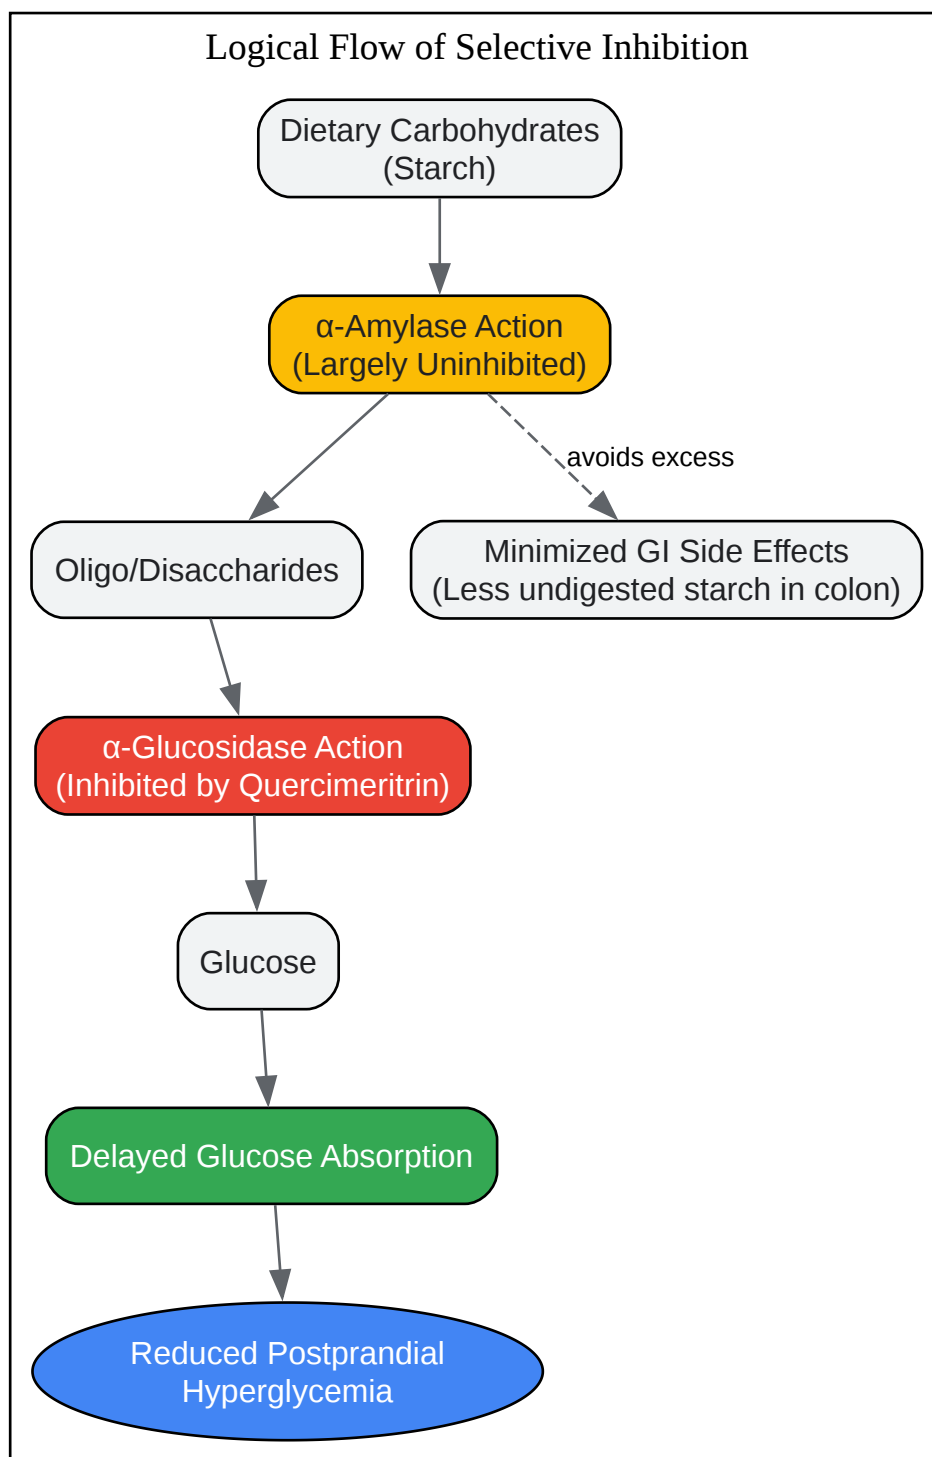 Logical Flow of Selective Inhibition
Dietary Carbohydrates
(Starch)
α-Amylase Action
(Largely Uninhibited)
avoids excess
Oligo/Disaccharides
Minimized GI Side Effects
(Less undigested starch in colon)
α-Glucosidase Action
(Inhibited by Quercimeritrin)
Glucose
Delayed Glucose Absorption
Reduced Postprandial
Hyperglycemia